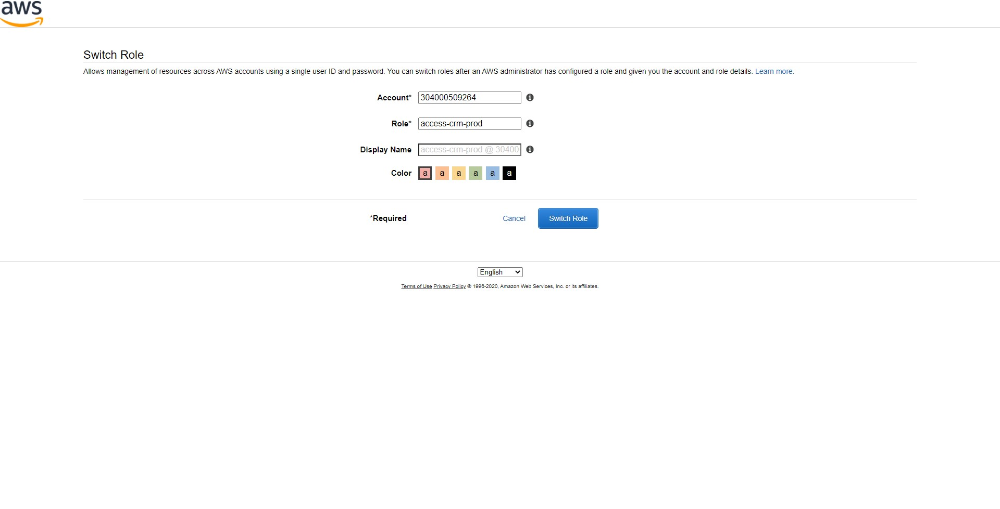 aws
Switch Role
Allows management of resources across AWS accounts using a single user ID and password. You can switch roles after an AWS administrator has configured a role and given you the account and role details. Learn more.
Account* 304000509264
Role* access-crm-prod
Display Name access-crm-prod @ 30400
Color a a a a a a
*Required Cancel Switch Role
English
Terms of Use Privacy Policy © 1996-2020, Amazon Web Services, Inc. or its affiliates.